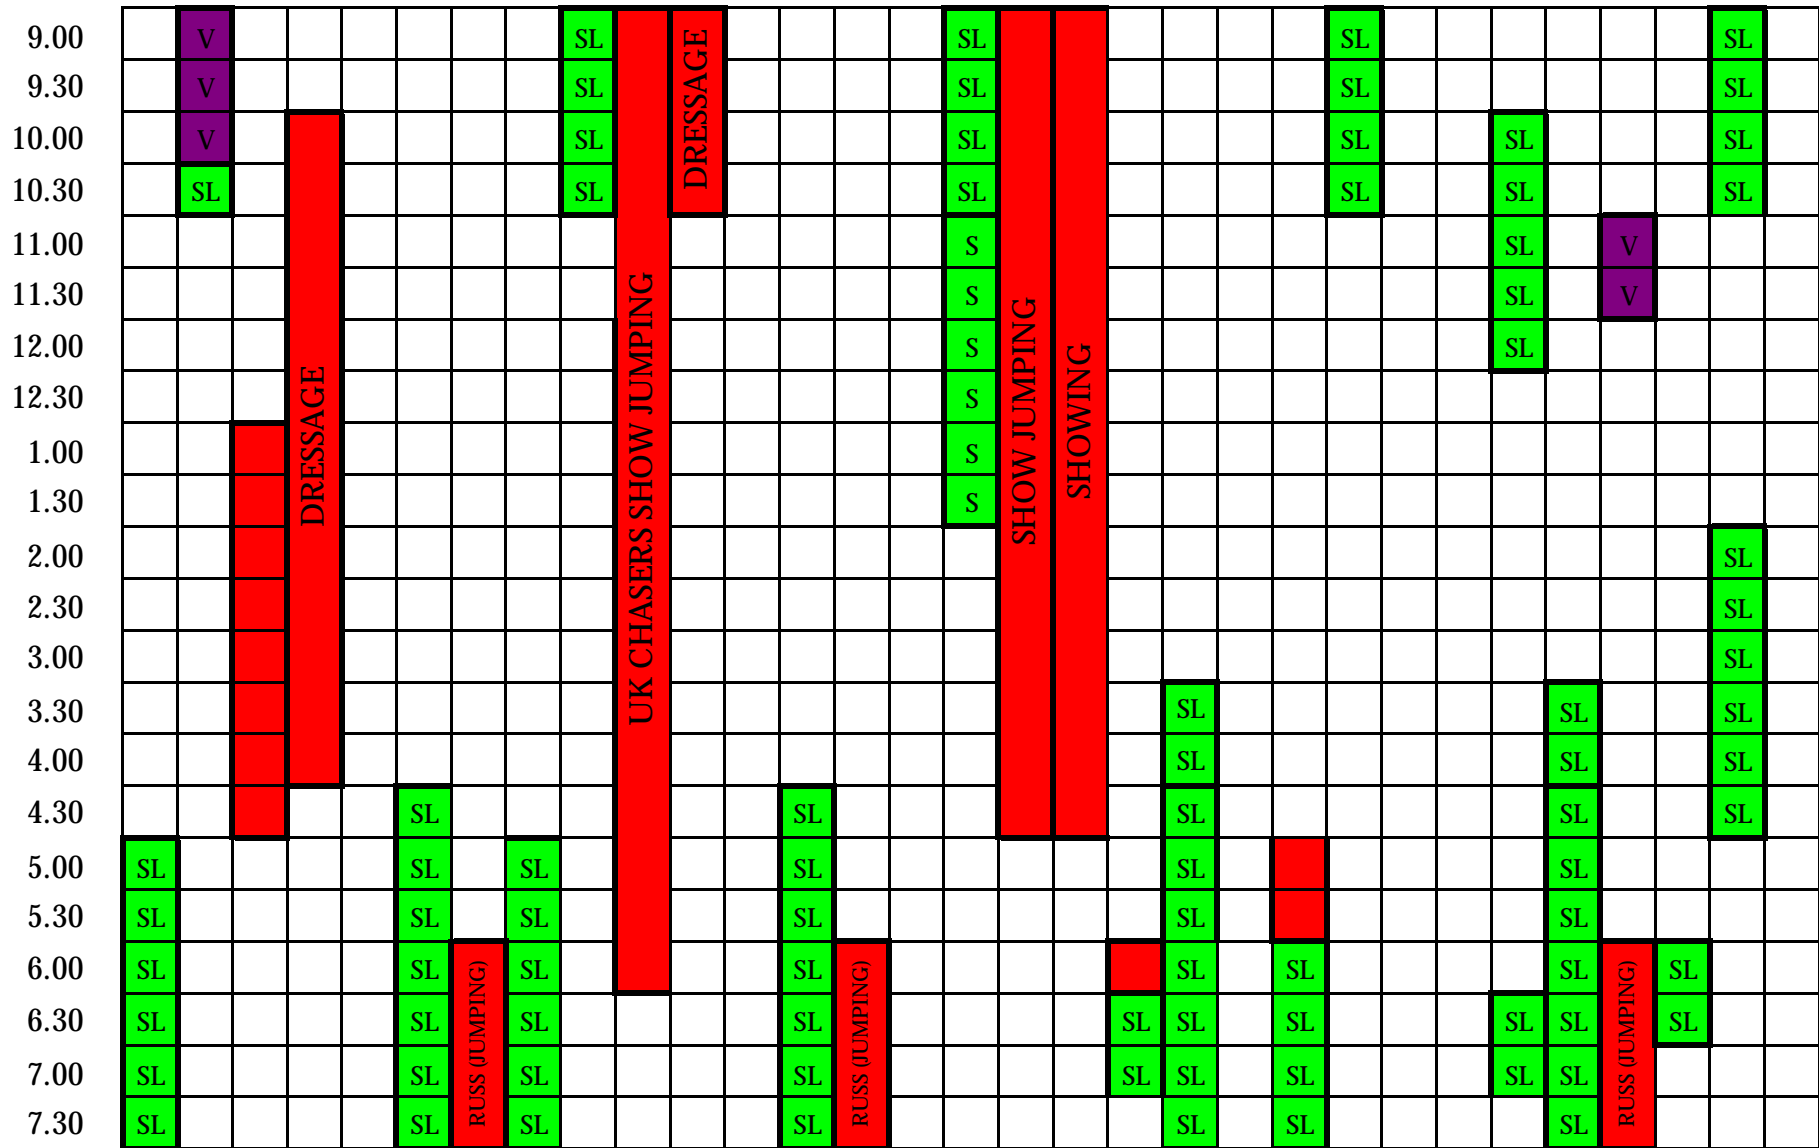 9.00 V SL SL SL SL
9.30 V SL SL SL SL
10.00 V SL SL SL SL SL
10.30 SL SL SL SL SL SL
11.00 S SL V
11.30 S SL V
12.00 S SL
12.30 S
1.00 S
1.30 S
2.00 SL
2.30 SL
3.00 SL
3.30 SL SL SL
4.00 SL SL SL
4.30 SL SL SL SL SL
5.00 SL SL SL SL SL SL
5.30 SL SL SL SL SL SL
6.00 SL SL SL SL SL SL SL SL
6.30 SL SL SL SL SL SL SL SL SL SL
7.00 SL SL SL SL SL SL SL SL SL
7.30 SL SL SL SL SL SL SL
DRESSAGE
RUSS (JUMPING)
UK CHASERS SHOW JUMPING
DRESSAGE
RUSS (JUMPING)
SHOW JUMPING
SHOWING
RUSS (JUMPING)